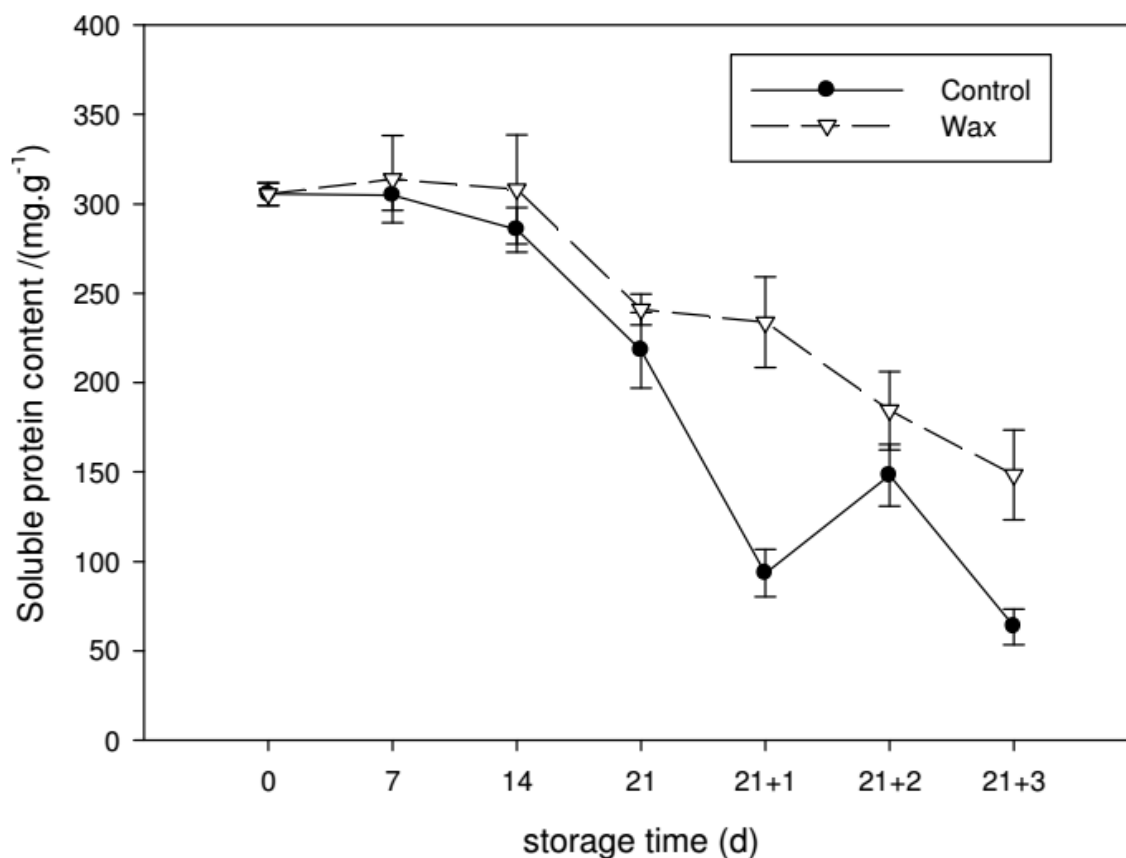 400
350
300
250
200
150
100
50
0
Soluble protein content /(mg.g⁻¹)
Control
Wax
0 7 14 21 21+1 21+2 21+3
storage time (d)